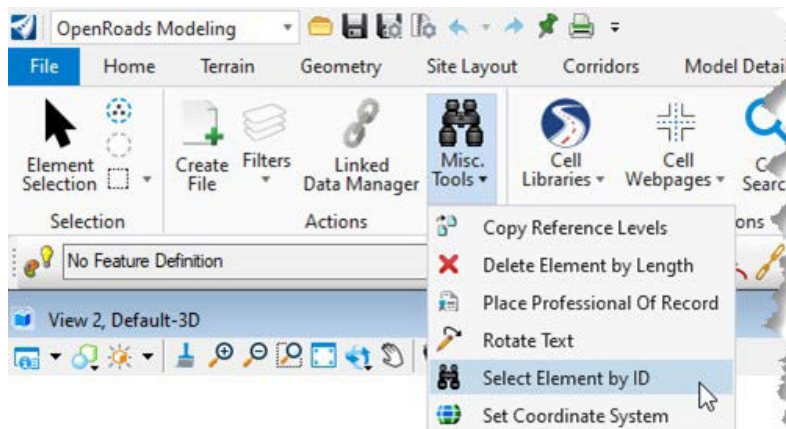 OpenRoads Modeling
File Home Terrain Geometry Site Layout Corridors Model Detai
Element
Selection
Create
File
Filters
Linked
Data Manager
Misc.
Tools
Cell
Libraries
Cell
Webpages
C
Searc
Selection Actions ons
No Feature Definition
Copy Reference Levels
Delete Element by Length
Place Professional Of Record
Rotate Text
Select Element by ID
Set Coordinate System
View 2, Default-3D